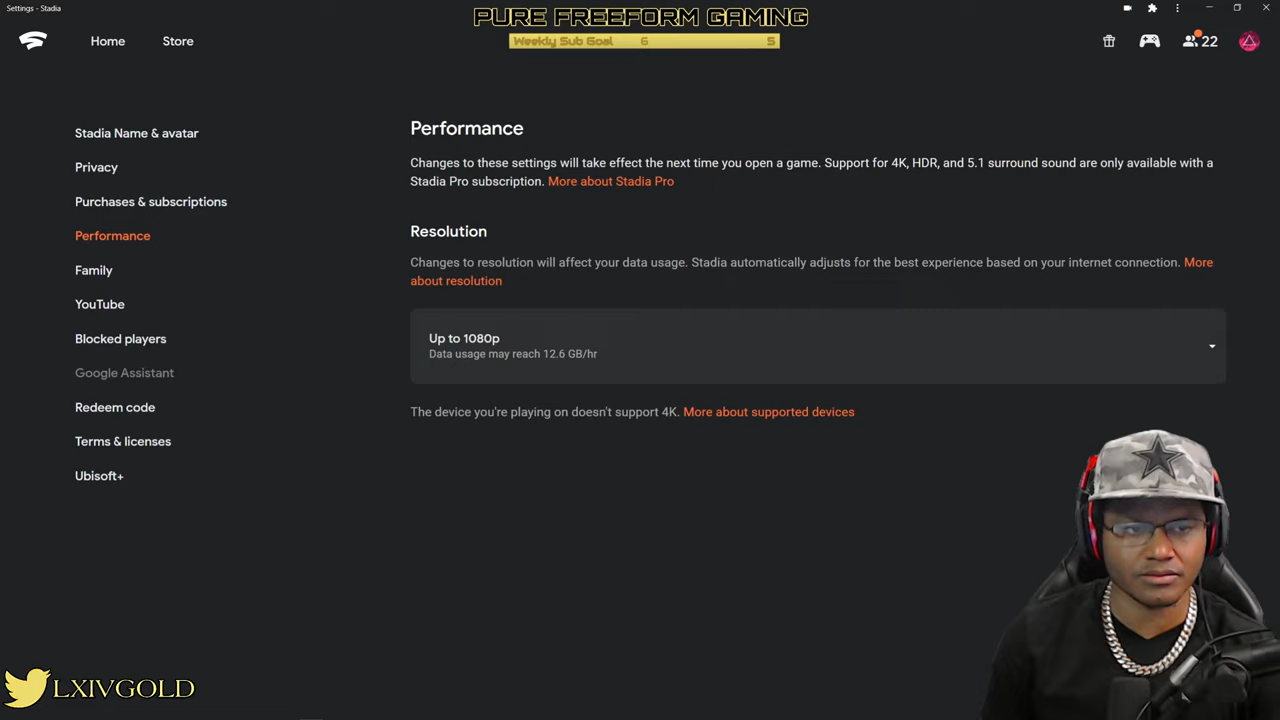 Settings - Stadia
PURE FREEFORM GAMING
Weekly Sub Goal 6 5
Home
Store
22
Stadia Name & avatar
Privacy
Purchases & subscriptions
Performance
Family
YouTube
Blocked players
Google Assistant
Redeem code
Terms & licenses
Ubisoft+
Performance
Changes to these settings will take effect the next time you open a game. Support for 4K, HDR, and 5.1 surround sound are only available with a
Stadia Pro subscription. More about Stadia Pro
Resolution
Changes to resolution will affect your data usage. Stadia automatically adjusts for the best experience based on your internet connection. More
about resolution
Up to 1080p
Data usage may reach 12.6 GB/hr
The device you're playing on doesn't support 4K. More about supported devices
LXIVGOLD